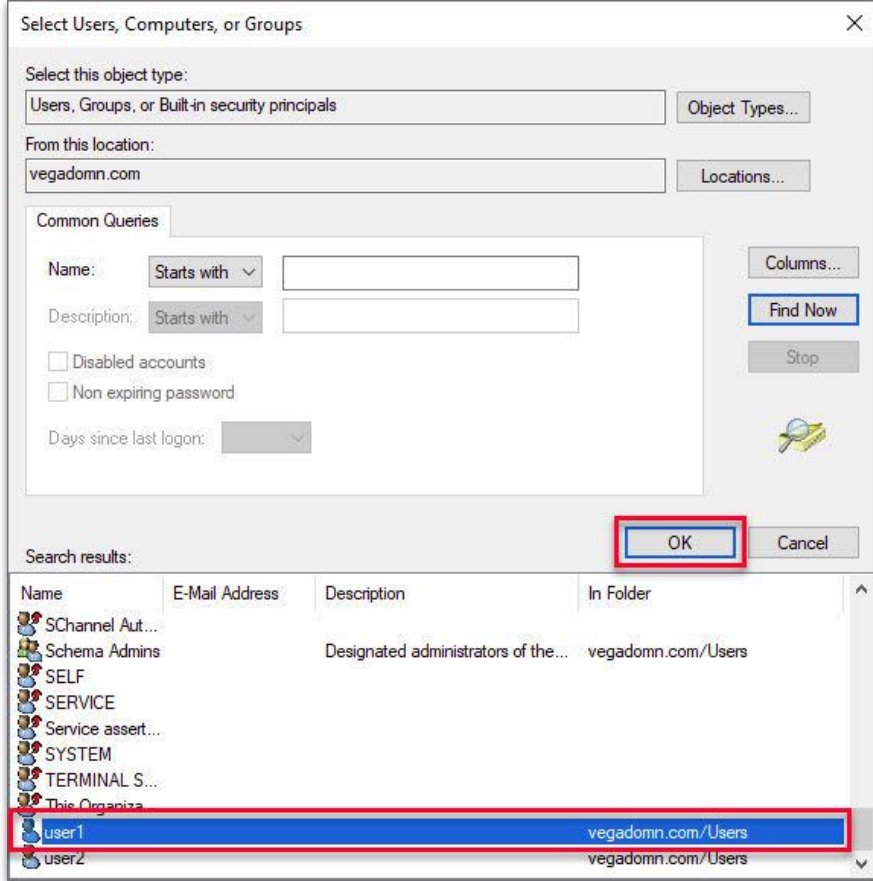 Select Users, Computers, or Groups
Select this object type:
Users, Groups, or Built-in security principals
Object Types...
From this location:
vegadomn.com
Locations...
Common Queries
Name: Starts with
Columns...
Description: Starts with
Find Now
Disabled accounts
Stop
Non expiring password
Days since last logon:
OK Cancel
Search results:
Name E-Mail Address Description In Folder
SChannel Aut...
Schema Admins Designated administrators of the... vegadomn.com/Users
SELF
SERVICE
Service assert...
SYSTEM
TERMINAL S...
This Organiza...
user1 vegadomn.com/Users
user2 vegadomn.com/Users